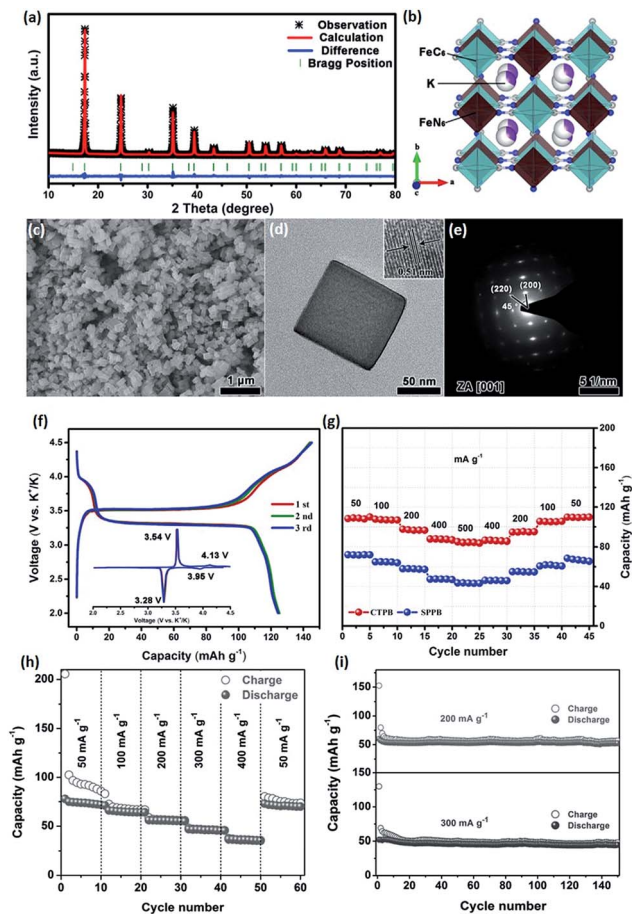 (a)
Observation
Calculation
Difference
Bragg Position
Intensity (a.u.)
10 20 30 40 50 60 70 80
2 Theta (degree)
(b)
FeC6
K
FeN6
b
c
a
(c)
1 μm
(d)
0.51 nm
50 nm
(e)
(220)
(200)
45 °
ZA [001]
5 1/nm
(f)
Voltage (V vs. K+/K)
4.5
4.0
3.5
3.0
2.5
2.0
1 st
2 nd
3 rd
3.54 V
4.13 V
3.95 V
3.28 V
2.0 2.5 3.0 3.5 4.0 4.5
Voltage (V vs. K+/K)
0 20 40 60 80 100 120 140
Capacity (mAh g-1)
(g)
mA g-1
50 100 200 400 500 400 200 100 50
CTPB SPPB
200
160
120
80
40
0
Capacity (mAh g-1)
0 5 10 15 20 25 30 35 40 45
Cycle number
(h)
Capacity (mAh g-1)
200
150
100
50
0
Charge
Discharge
50 mA g-1
100 mA g-1
200 mA g-1
300 mA g-1
400 mA g-1
50 mA g-1
0 10 20 30 40 50 60
Cycle number
(i)
Capacity (mAh g-1)
200
150
100
50
Charge
200 mA g-1
Discharge
150
100
50
0
Charge
300 mA g-1
Discharge
0 20 40 60 80 100 120 140
Cycle number